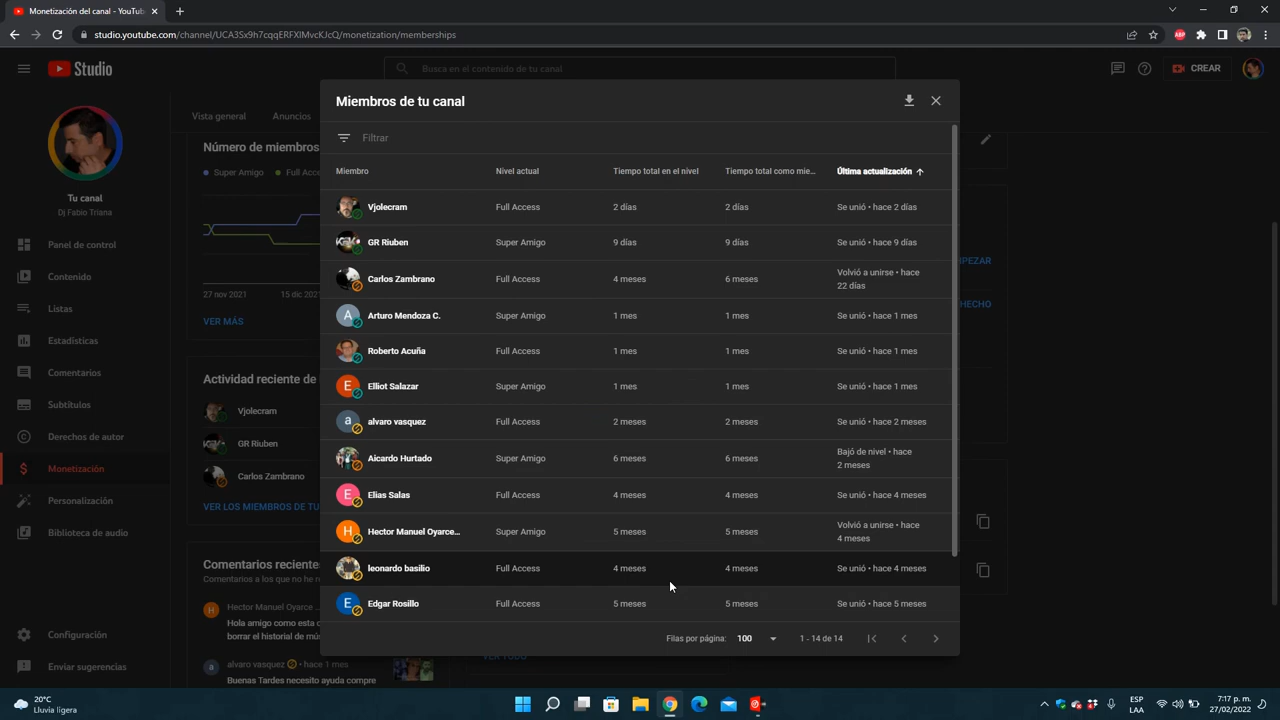 Monetización del canal - YouTub
studio.youtube.com/channel/UCA3Sx9h7cqqERFXIMvcKJcQ/monetization/memberships
ABP
Studio
Busca en el contenido de tu canal
CREAR
Tu canal
Dj Fabio Triana
Panel de control
Contenido
Listas
Estadísticas
Comentarios
Subtítulos
Derechos de autor
Monetización
Personalización
Biblioteca de audio
Configuración
Enviar sugerencias
Vista general Anuncios
Número de miembros
Super Amigo Full Acce
27 nov 2021 15 dic 2021
VER MÁS
Actividad reciente de
Vjolecram
GR Riuben
Carlos Zambrano
VER LOS MIEMBROS DE TU
Comentarios recientes
Comentarios a los que no he re
Hector Manuel Oyarce ...
Hola amigo como esta c
borrar el historial de mús
alvaro vasquez • hace 1 mes
Buenas Tardes necesito ayuda compre
Miembros de tu canal
Filtrar
Miembro Nivel actual Tiempo total en el nivel Tiempo total como mie... Última actualización
Vjolecram Full Access 2 días 2 días Se unió • hace 2 días
GR Riuben Super Amigo 9 días 9 días Se unió • hace 9 días
Carlos Zambrano Full Access 4 meses 6 meses Volvió a unirse • hace
22 días
A Arturo Mendoza C. Super Amigo 1 mes 1 mes Se unió • hace 1 mes
Roberto Acuña Full Access 1 mes 1 mes Se unió • hace 1 mes
E Elliot Salazar Super Amigo 1 mes 1 mes Se unió • hace 1 mes
a alvaro vasquez Full Access 2 meses 2 meses Se unió • hace 2 meses
Aicardo Hurtado Super Amigo 6 meses 6 meses Bajó de nivel • hace
2 meses
E Elias Salas Full Access 4 meses 4 meses Se unió • hace 4 meses
H Hector Manuel Oyarce... Super Amigo 5 meses 5 meses Volvió a unirse • hace
4 meses
leonardo basilio Full Access 4 meses 4 meses Se unió • hace 4 meses
E Edgar Rosillo Full Access 5 meses 5 meses Se unió • hace 5 meses
Filas por página: 100 1 - 14 de 14
PEZAR
HECHO
VER TODO
20°C
Lluvia ligera
ESP
LAA
7:17 p. m.
27/02/2022